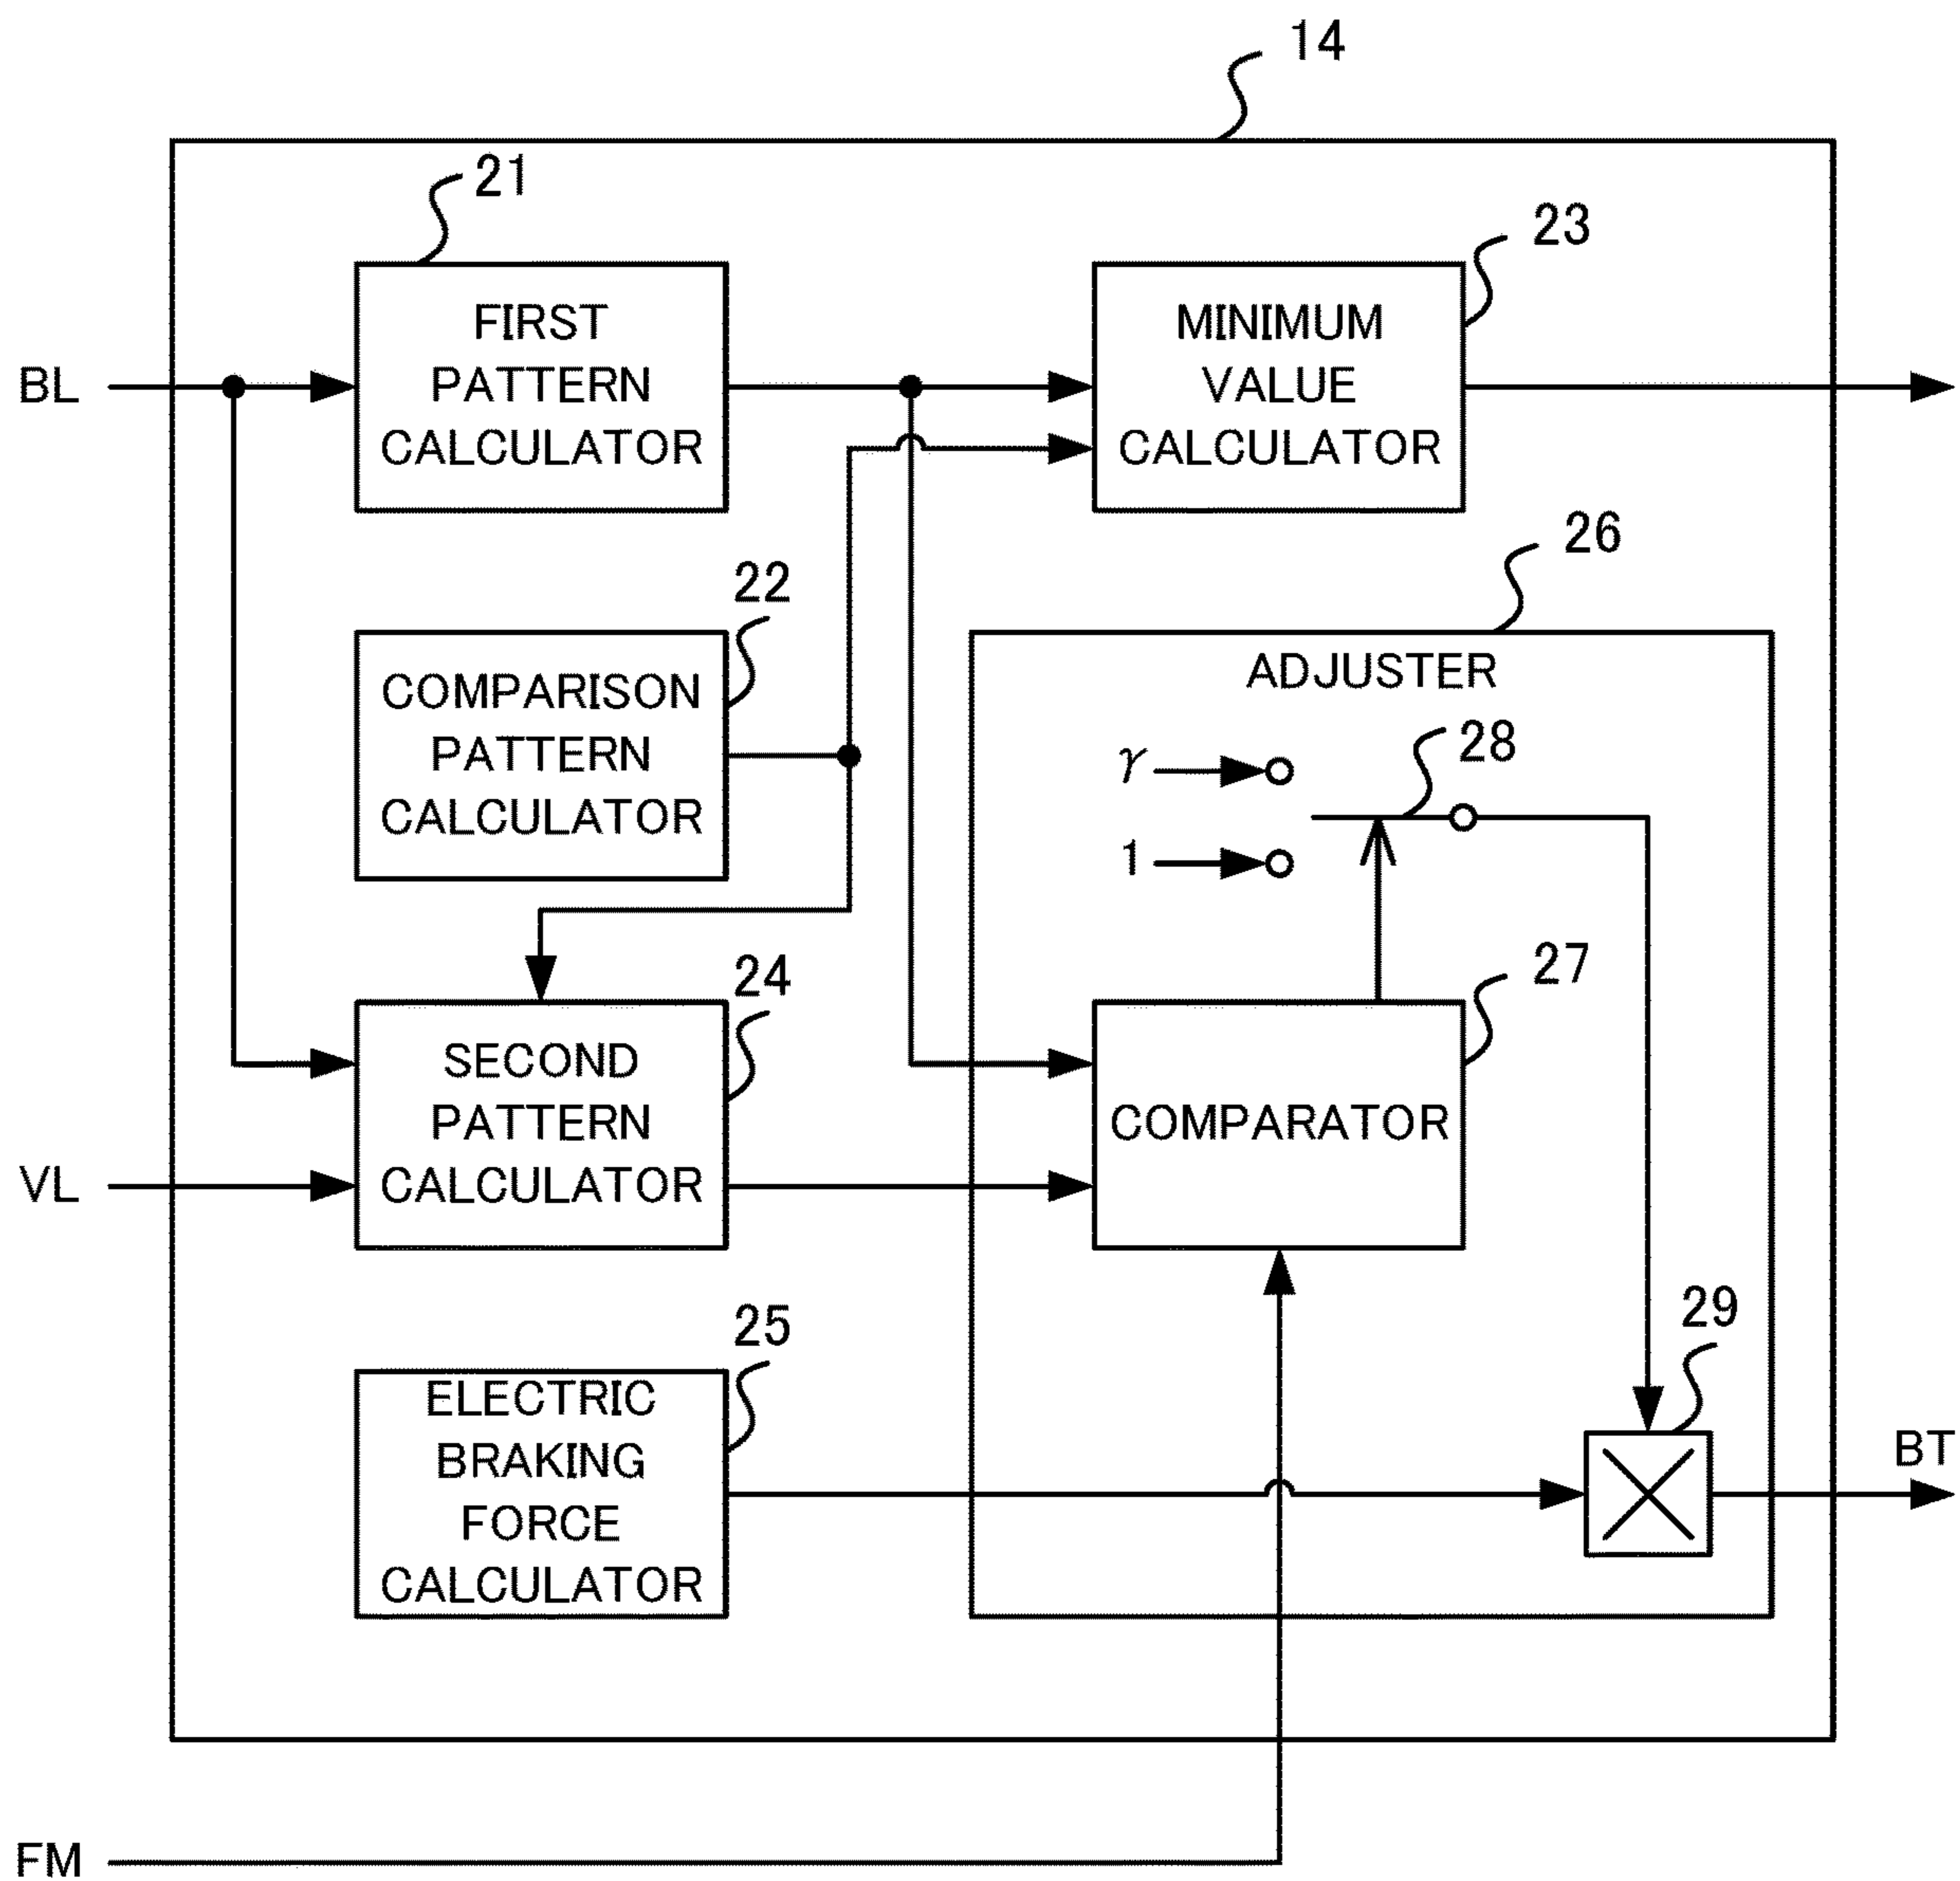 14
21
23
FIRST
PATTERN
CALCULATOR
MINIMUM
VALUE
CALCULATOR
BL
26
22
COMPARISON
PATTERN
CALCULATOR
ADJUSTER
γ
28
1
24
27
SECOND
PATTERN
CALCULATOR
COMPARATOR
VL
25
29
ELECTRIC
BRAKING
FORCE
CALCULATOR
BT
FM